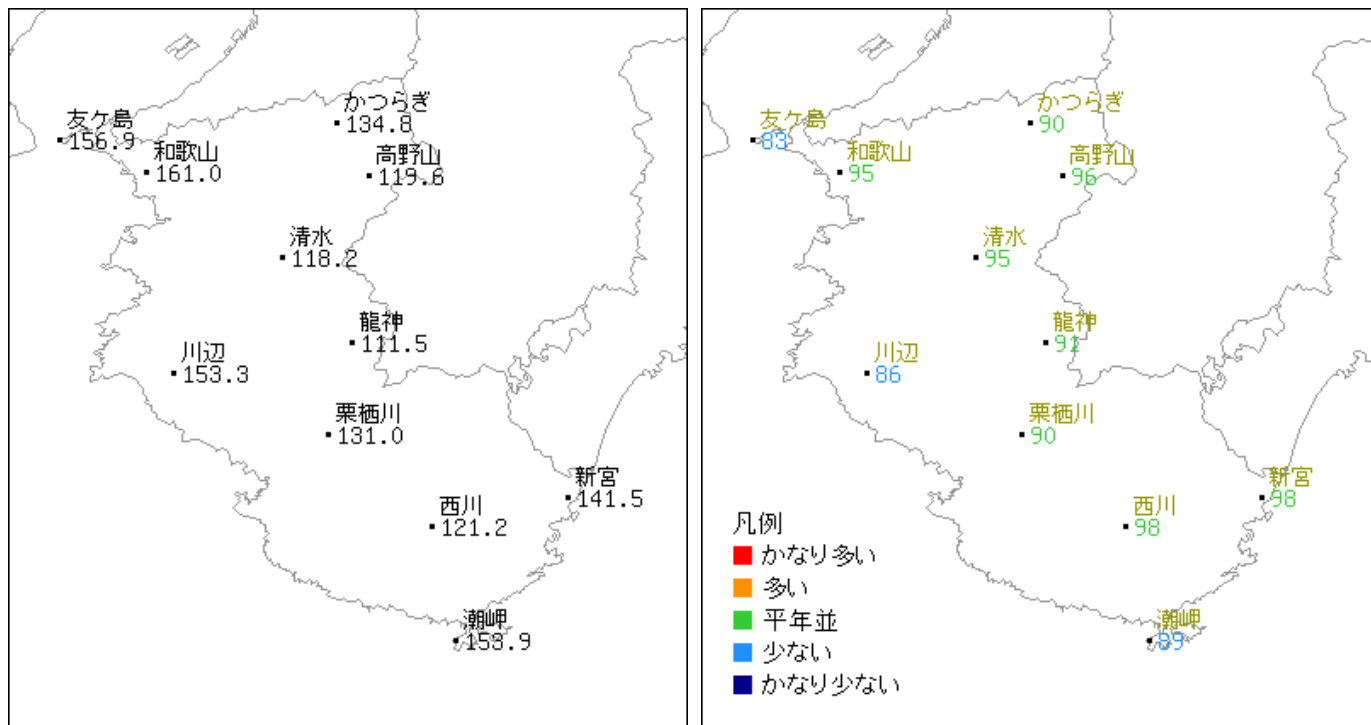 かつらぎ
134.8
友ケ島
156.9
和歌山
161.0
高野山
119.6
清水
118.2
龍神
111.5
川辺
153.3
栗栖川
131.0
新宮
141.5
西川
121.2
潮岬
153.9
かつらぎ
90
友ケ島
83
和歌山
95
高野山
96
清水
95
龍神
91
川辺
86
栗栖川
90
新宮
98
西川
98
潮岬
89
凡例
かなり多い
多い
平年並
少ない
かなり少ない